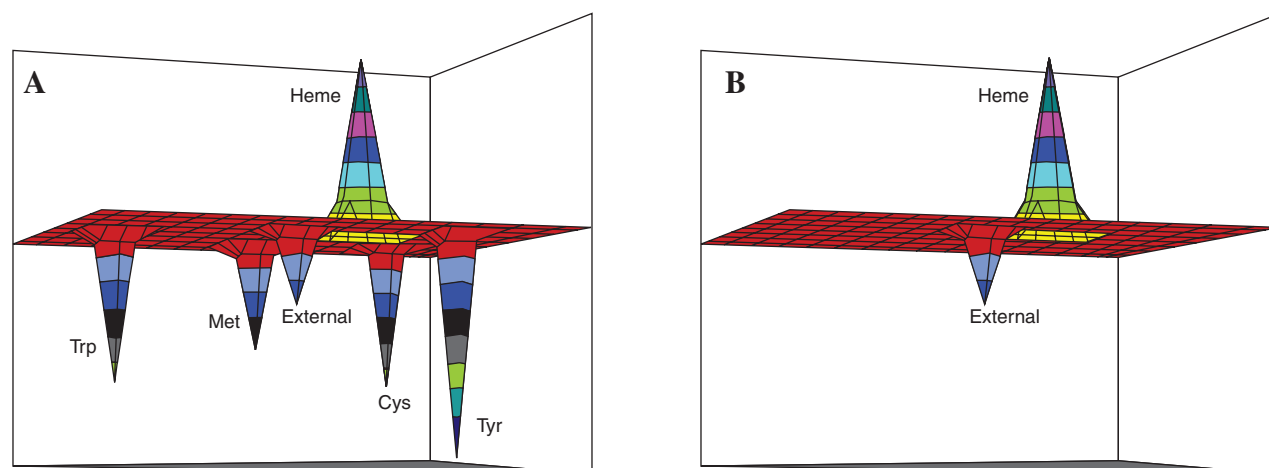 A
Heme
Trp
Met
External
Cys
Tyr
B
Heme
External